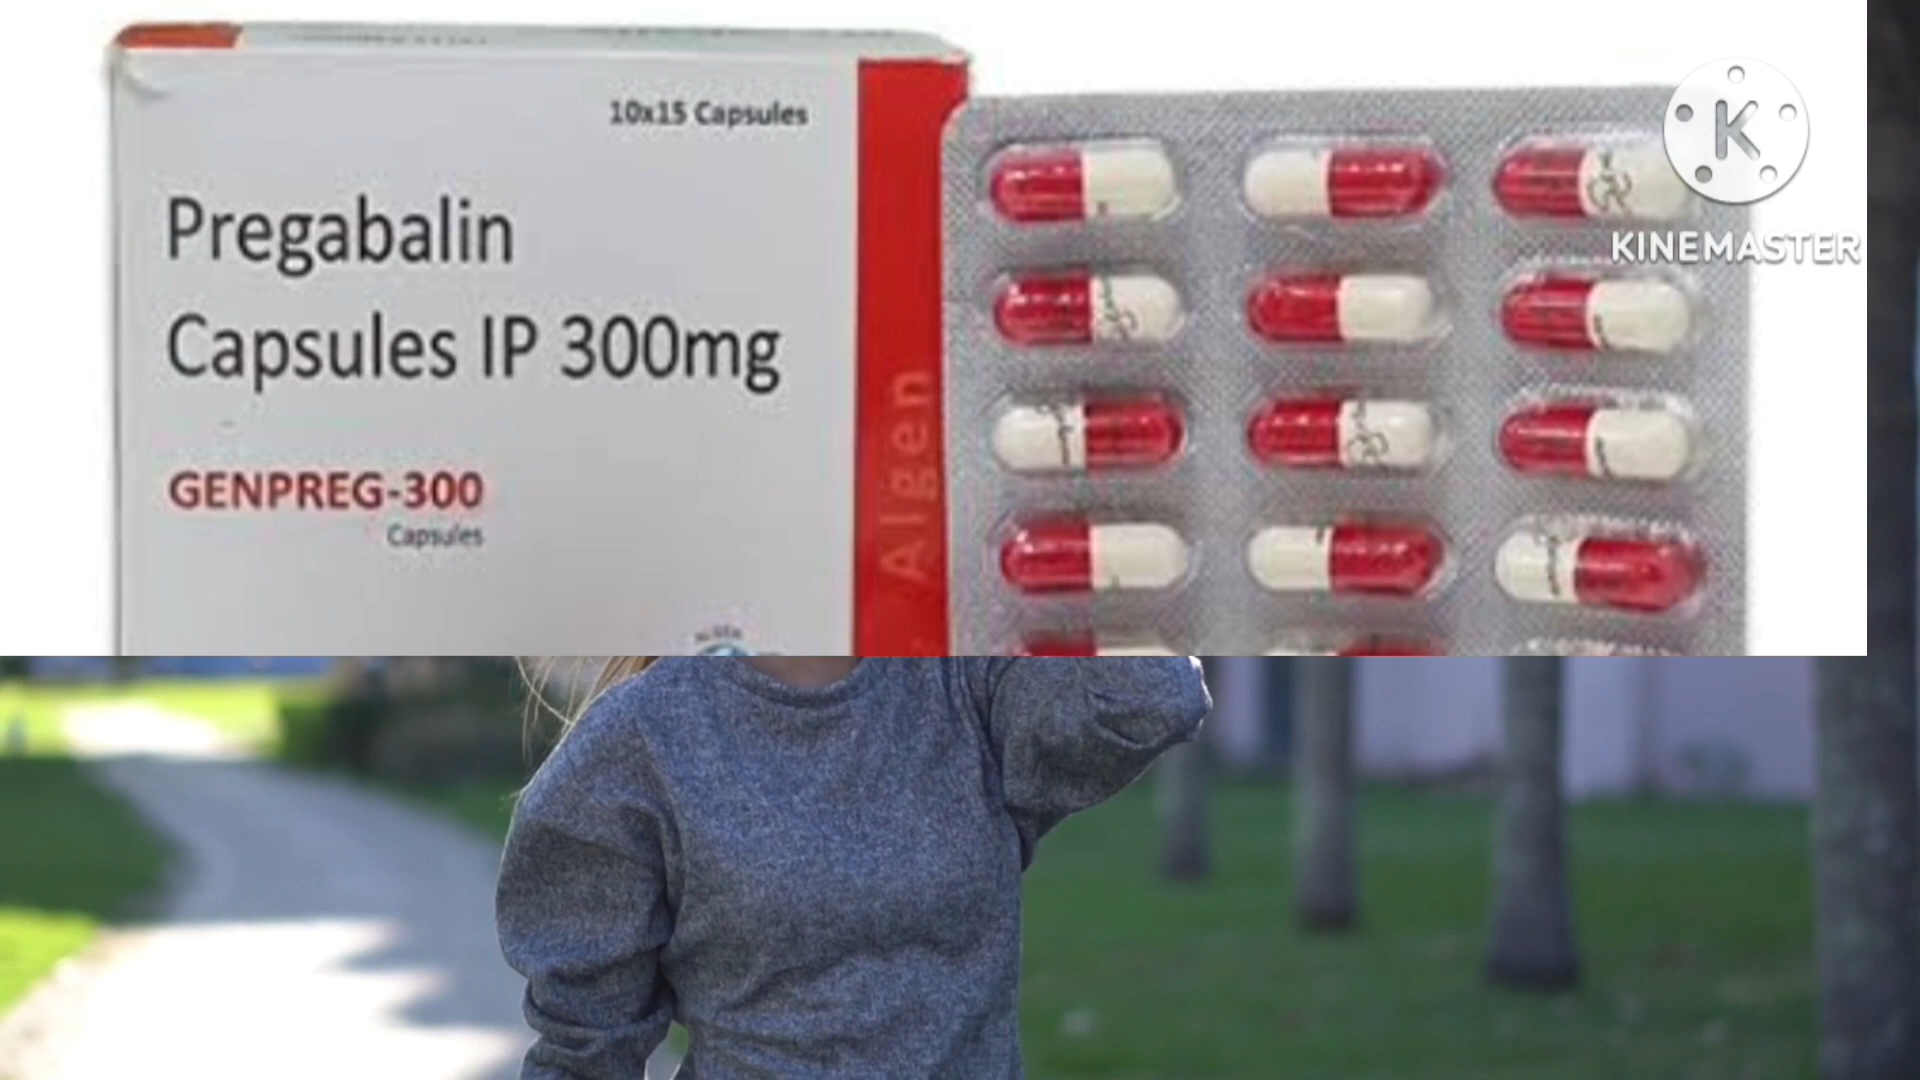 10x15 Capsules
Pregabalin
Capsules IP 300mg
GENPREG-300
Capsules
Algen
K
KINEMASTER